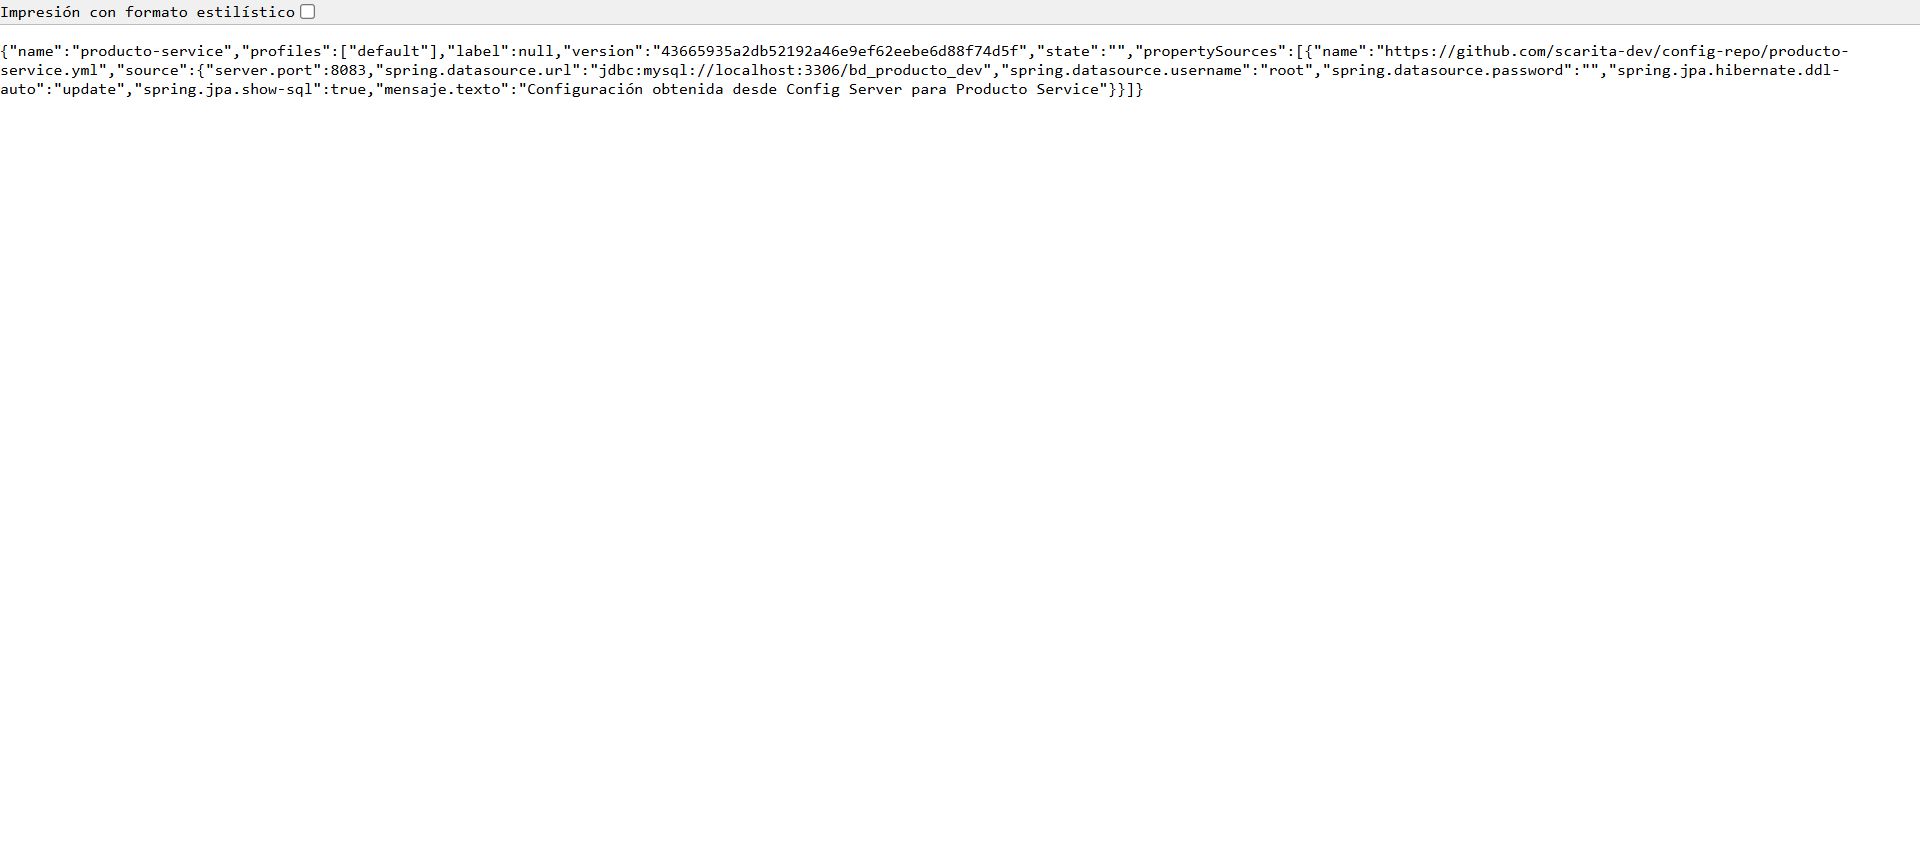 Impresión con formato estilístico
{"name":"producto-service","profiles":["default"],"label":null,"version":"43665935a2db52192a46e9ef62eebe6d88f74d5f","state":"","propertySources":[{"name":"https://github.com/scarita-dev/config-repo/producto-
service.yml","source":{"server.port":8083,"spring.datasource.url":"jdbc:mysql://localhost:3306/bd_producto_dev","spring.datasource.username":"root","spring.datasource.password":"","spring.jpa.hibernate.ddl-
auto":"update","spring.jpa.show-sql":true,"mensaje.texto":"Configuración obtenida desde Config Server para Producto Service"}}]}